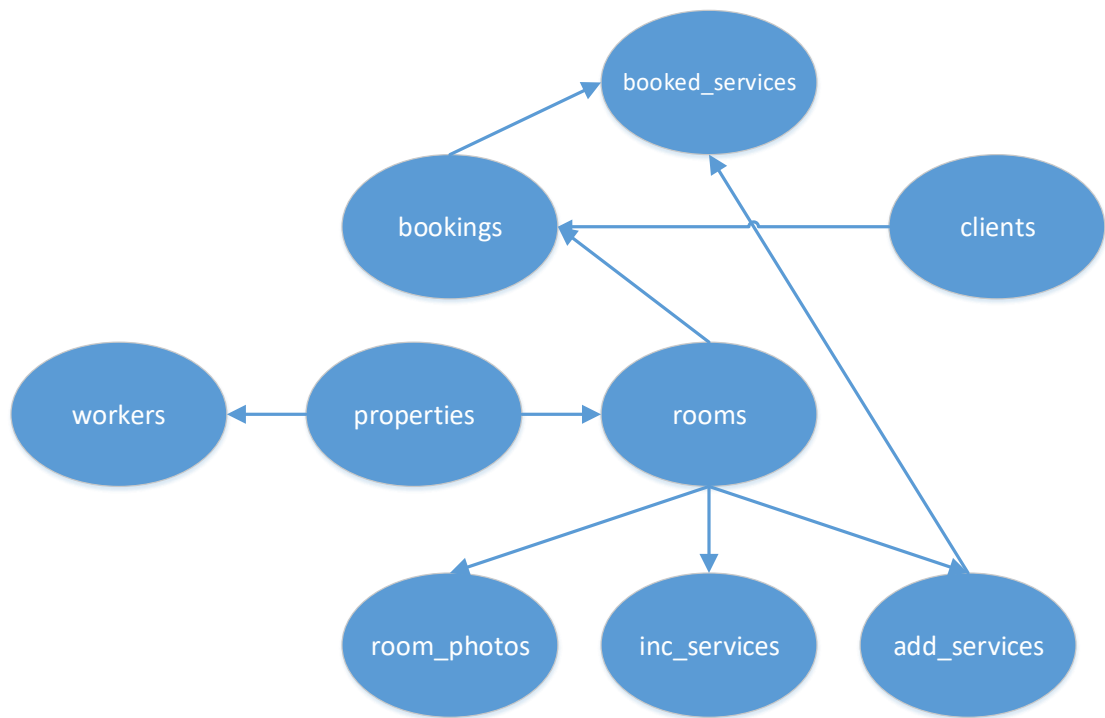 booked_services
bookings
clients
workers
properties
rooms
room_photos
inc_services
add_services